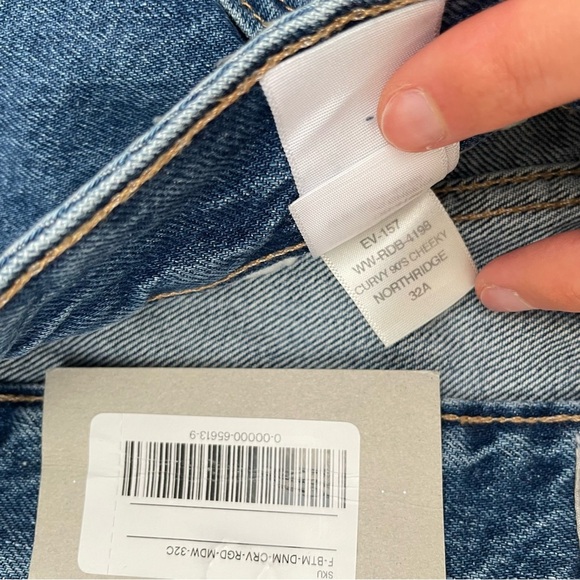 EV-157
WW-RDB-4198
CURVY 90'S CHEEKY
NORTHRIDGE
32A
SKU
F-BTM-DNM-CRV-RGD-MDW-32C
0-00000-65613-9